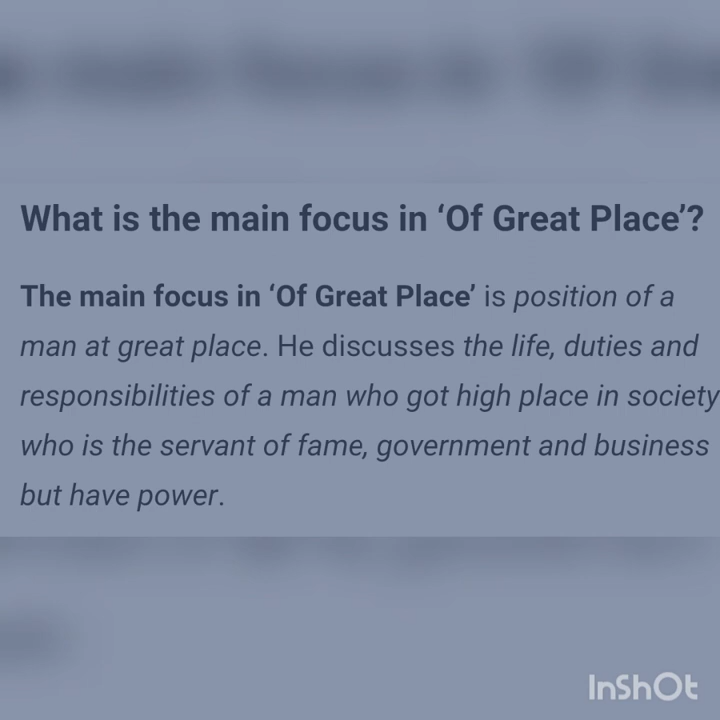 What is the main focus in ‘Of Great Place’?
The main focus in ‘Of Great Place’ is position of a
man at great place. He discusses the life, duties and
responsibilities of a man who got high place in society
who is the servant of fame, government and business
but have power.
InShOt